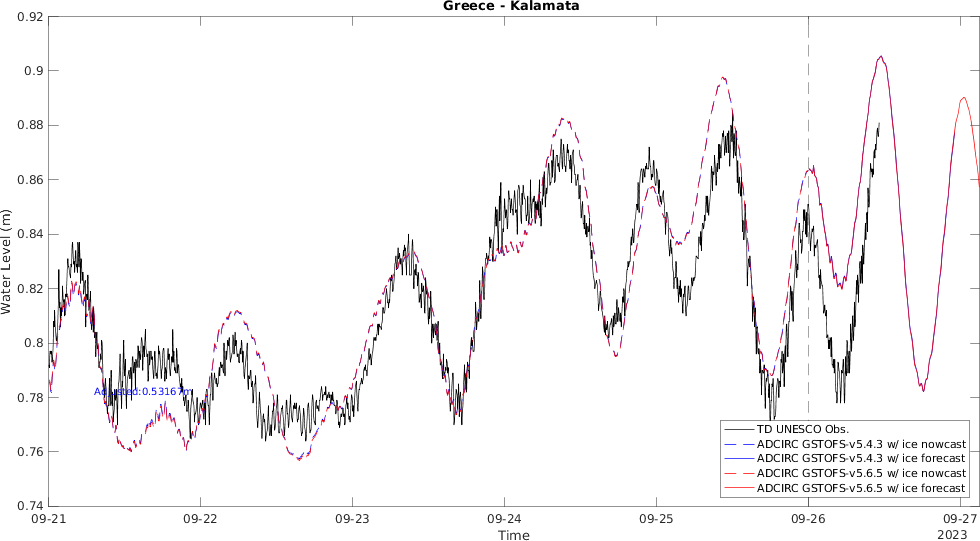 Greece - Kalamata
0.92
0.9
0.88
0.86
0.84
0.82
0.8
0.78
0.76
0.74
Water Level (m)
Adjusted:0.53167m
TD UNESCO Obs.
ADCIRC GSTOFS-v5.4.3 w/ ice nowcast
ADCIRC GSTOFS-v5.4.3 w/ ice forecast
ADCIRC GSTOFS-v5.6.5 w/ ice nowcast
ADCIRC GSTOFS-v5.6.5 w/ ice forecast
09-21 09-22 09-23 09-24 09-25 09-26 09-27
Time
2023